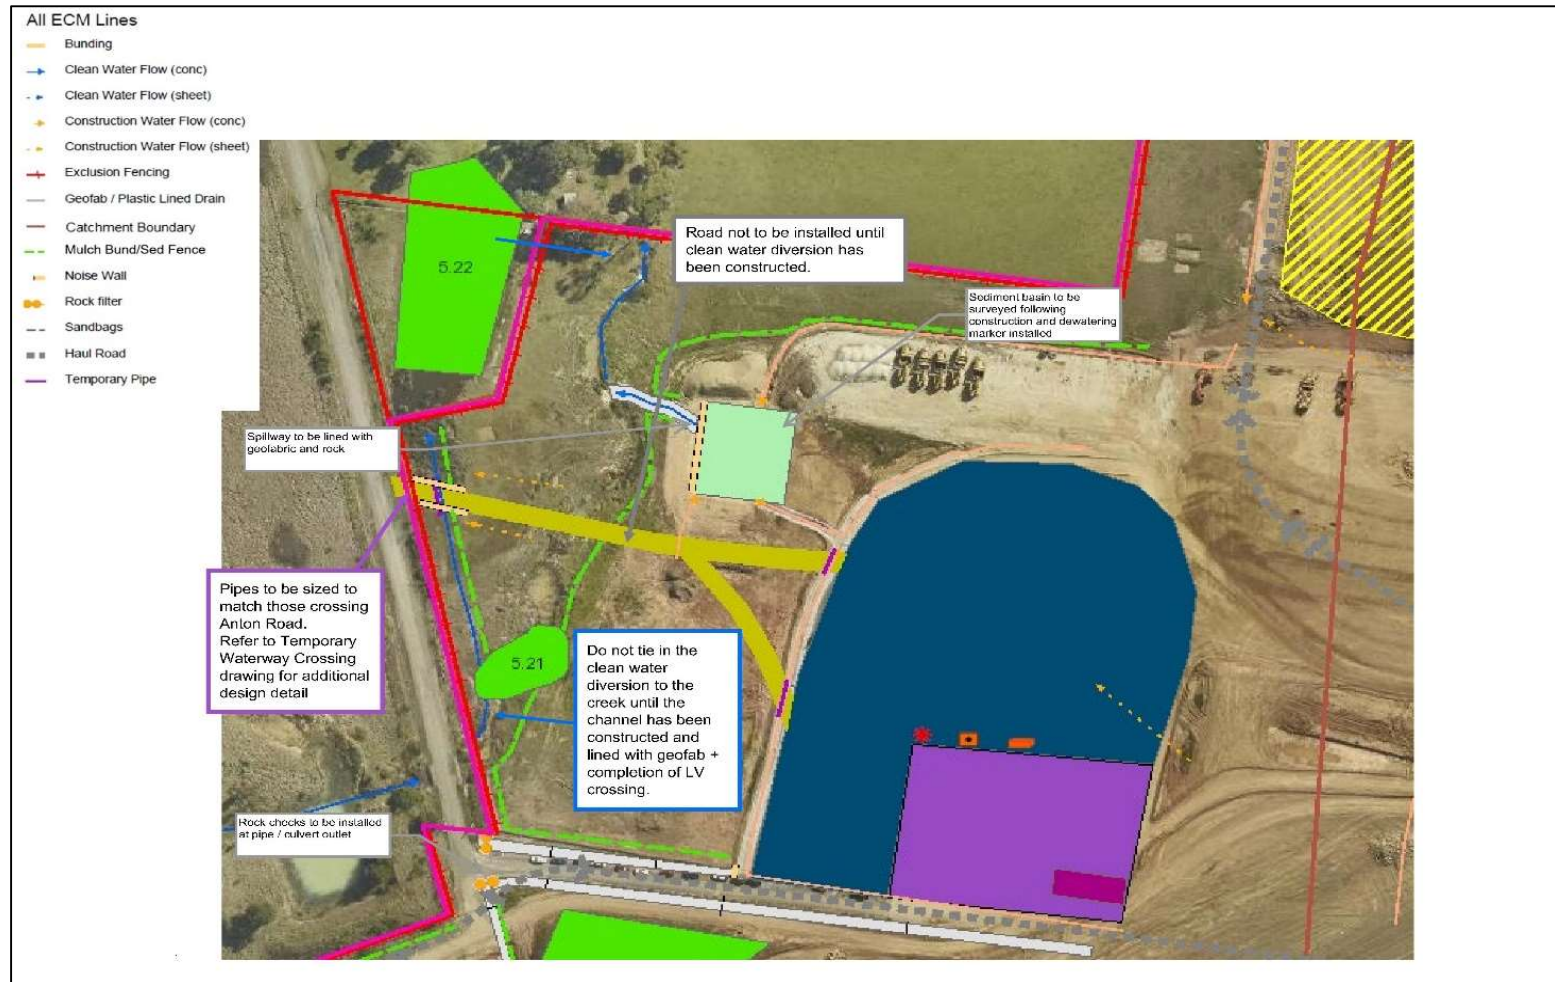 All ECM Lines
Bunding
Clean Water Flow (conc)
Clean Water Flow (sheet)
Construction Water Flow (conc)
Construction Water Flow (sheet)
Exclusion Fencing
Geofab / Plastic Lined Drain
Catchment Boundary
Mulch Bund/Sed Fence
Noise Wall
Rock filter
Sandbags
Haul Road
Temporary Pipe
5.22
Road not to be installed until
clean water diversion has
been constructed.
Sediment basin to be
surveyed following
construction and dewatering
marker installed
Spillway to be lined with
geofabric and rock
Pipes to be sized to
match those crossing
Anton Road.
Refer to Temporary
Waterway Crossing
drawing for additional
design detail
5.21
Do not tie in the
clean water
diversion to the
creek until the
channel has been
constructed and
lined with geofab +
completion of LV
crossing.
Rock checks to be installed
at pipe / culvert outlet